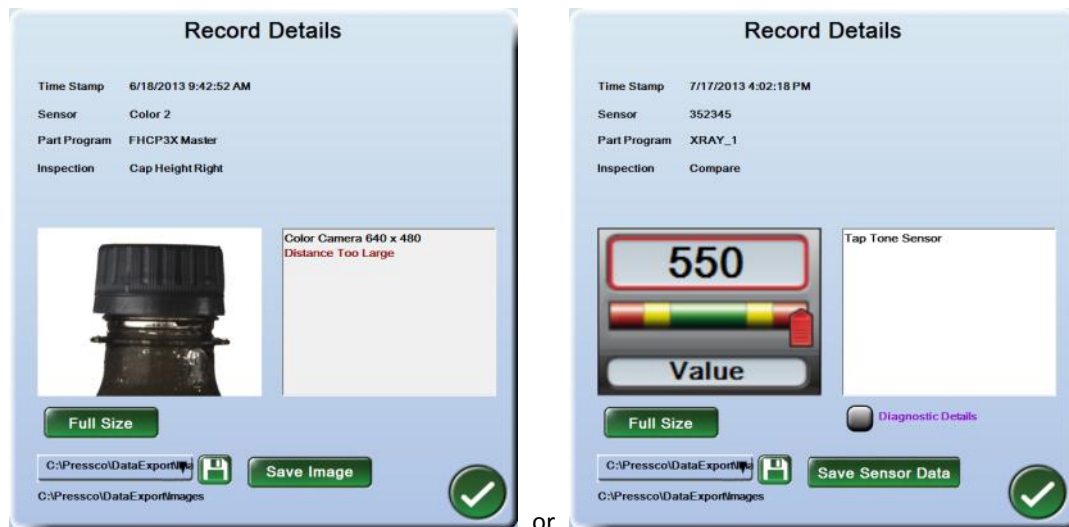 Record Details
Time Stamp 6/18/2013 9:42:52 AM
Sensor Color 2
Part Program FHCP3X Master
Inspection Cap Height Right
Color Camera 640 x 480
Distance Too Large
Full Size
C:\Pressco\DataExport\Ima
Save Image
C:\Pressco\DataExport\Images
or
Record Details
Time Stamp 7/17/2013 4:02:18 PM
Sensor 352345
Part Program XRAY_1
Inspection Compare
550
Value
Tap Tone Sensor
Full Size
Diagnostic Details
C:\Pressco\DataExport\Ima
Save Sensor Data
C:\Pressco\DataExport\Images